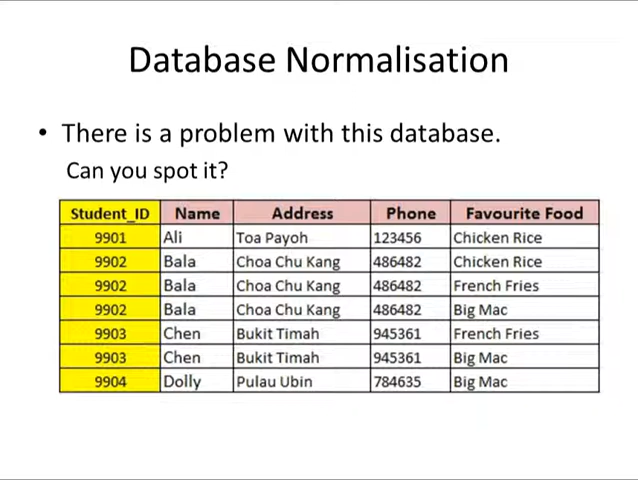 Database Normalisation
• There is a problem with this database.
Can you spot it?
Student_ID Name Address Phone Favourite Food
9901 Ali Toa Payoh 123456 Chicken Rice
9902 Bala Choa Chu Kang 486482 Chicken Rice
9902 Bala Choa Chu Kang 486482 French Fries
9902 Bala Choa Chu Kang 486482 Big Mac
9903 Chen Bukit Timah 945361 French Fries
9903 Chen Bukit Timah 945361 Big Mac
9904 Dolly Pulau Ubin 784635 Big Mac